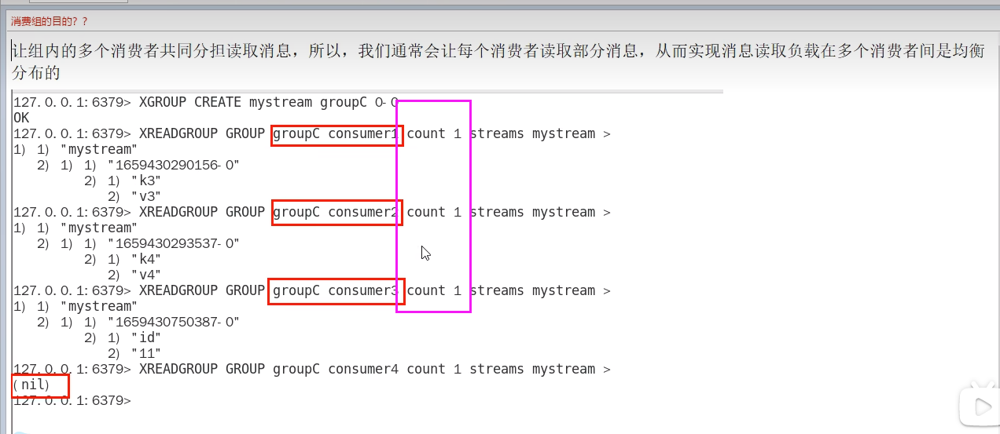 消费组的目的？？
让组内的多个消费者共同分担读取消息，所以，我们通常会让每个消费者读取部分消息，从而实现消息读取负载在多个消费者间是均衡
分布的
127.0.0.1:6379> XGROUP CREATE mystream groupC 0-0
OK
127.0.0.1:6379> XREADGROUP GROUP groupC consumer1 count 1 streams mystream >
1) 1) "mystream"
2) 1) 1) "1659430290156-0"
2) 1) "k3"
2) "v3"
127.0.0.1:6379> XREADGROUP GROUP groupC consumer2 count 1 streams mystream >
1) 1) "mystream"
2) 1) 1) "1659430293537-0"
2) 1) "k4"
2) "v4"
127.0.0.1:6379> XREADGROUP GROUP groupC consumer3 count 1 streams mystream >
1) 1) "mystream"
2) 1) 1) "1659430750387-0"
2) 1) "id"
2) "11"
127.0.0.1:6379> XREADGROUP GROUP groupC consumer4 count 1 streams mystream >
(nil)
127.0.0.1:6379>